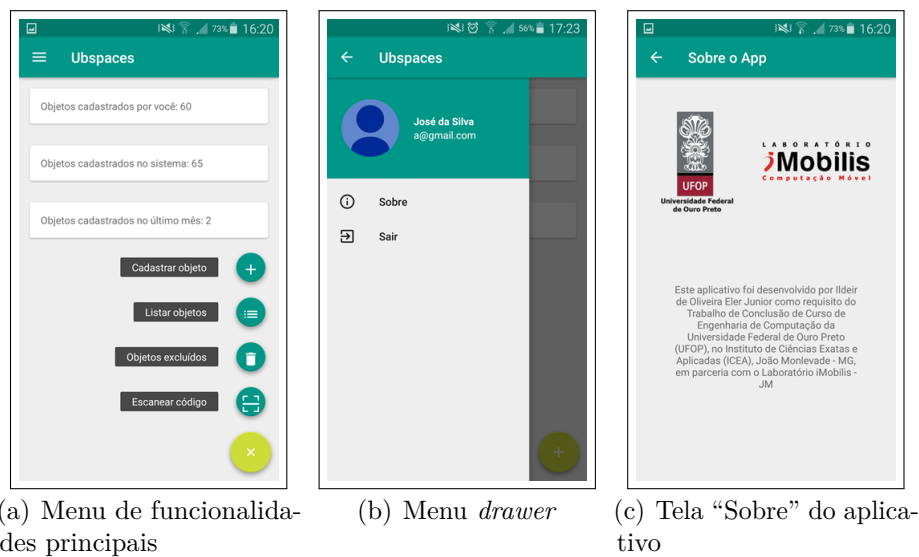 73% 16:20
Ubspaces
Objetos cadastrados por você: 60
Objetos cadastrados no sistema: 65
Objetos cadastrados no último mês: 2
Cadastrar objeto
Listar objetos
Objetos excluídos
Escanear código
(a) Menu de funcionalida-
des principais
56% 17:23
Ubspaces
José da Silva
a@gmail.com
Sobre
Sair
(b) Menu drawer
73% 16:20
Sobre o App
UFOP
Universidade Federal
de Ouro Preto
LABORATÓRIO
iMobilis
Computação Móvel
Este aplicativo foi desenvolvido por Ildeir
de Oliveira Eler Junior como requisito do
Trabalho de Conclusão de Curso de
Engenharia de Computação da
Universidade Federal de Ouro Preto
(UFOP), no Instituto de Ciências Exatas e
Aplicadas (ICEA), João Monlevade - MG,
em parceria com o Laboratório iMobilis -
JM
(c) Tela “Sobre” do aplica-
tivo